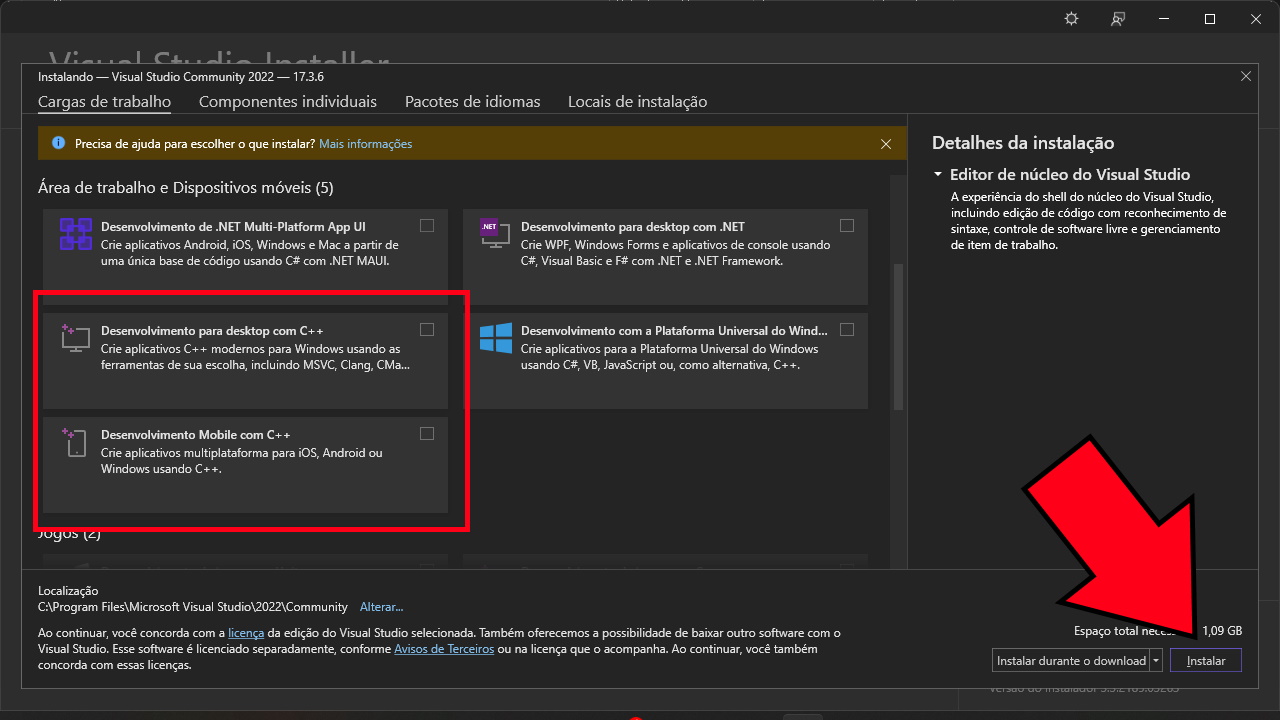 Visual Studio Installer
Instalando — Visual Studio Community 2022 — 17.3.6
Cargas de trabalho
Componentes individuais
Pacotes de idiomas
Locais de instalação
Precisa de ajuda para escolher o que instalar? Mais informações
Área de trabalho e Dispositivos móveis (5)
Desenvolvimento de .NET Multi-Platform App UI
Crie aplicativos Android, iOS, Windows e Mac a partir de
uma única base de código usando C# com .NET MAUI.
.NET
Desenvolvimento para desktop com .NET
Crie WPF, Windows Forms e aplicativos de console usando
C#, Visual Basic e F# com .NET e .NET Framework.
Desenvolvimento para desktop com C++
Crie aplicativos C++ modernos para Windows usando as
ferramentas de sua escolha, incluindo MSVC, Clang, CMa...
Desenvolvimento com a Plataforma Universal do Wind...
Crie aplicativos para a Plataforma Universal do Windows
usando C#, VB, JavaScript ou, como alternativa, C++.
Desenvolvimento Mobile com C++
Crie aplicativos multiplataforma para iOS, Android ou
Windows usando C++.
Jogos (2)
Detalhes da instalação
Editor de núcleo do Visual Studio
A experiência do shell do núcleo do Visual Studio,
incluindo edição de código com reconhecimento de
sintaxe, controle de software livre e gerenciamento
de item de trabalho.
Localização
C:\Program Files\Microsoft Visual Studio\2022\Community Alterar...
Ao continuar, você concorda com a licença da edição do Visual Studio selecionada. Também oferecemos a possibilidade de baixar outro software com o
Visual Studio. Esse software é licenciado separadamente, conforme Avisos de Terceiros ou na licença que o acompanha. Ao continuar, você também
concorda com essas licenças.
Espaço total 1,09 GB
Instalar durante o download
Instalar